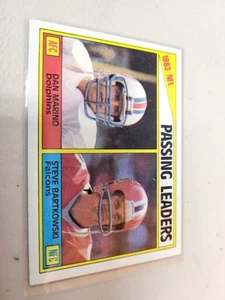 1983 NFL
PASSING LEADERS
AFC
DAN MARINO
Dolphins
STEVE BARTKOWSKI
Falcons
NFC